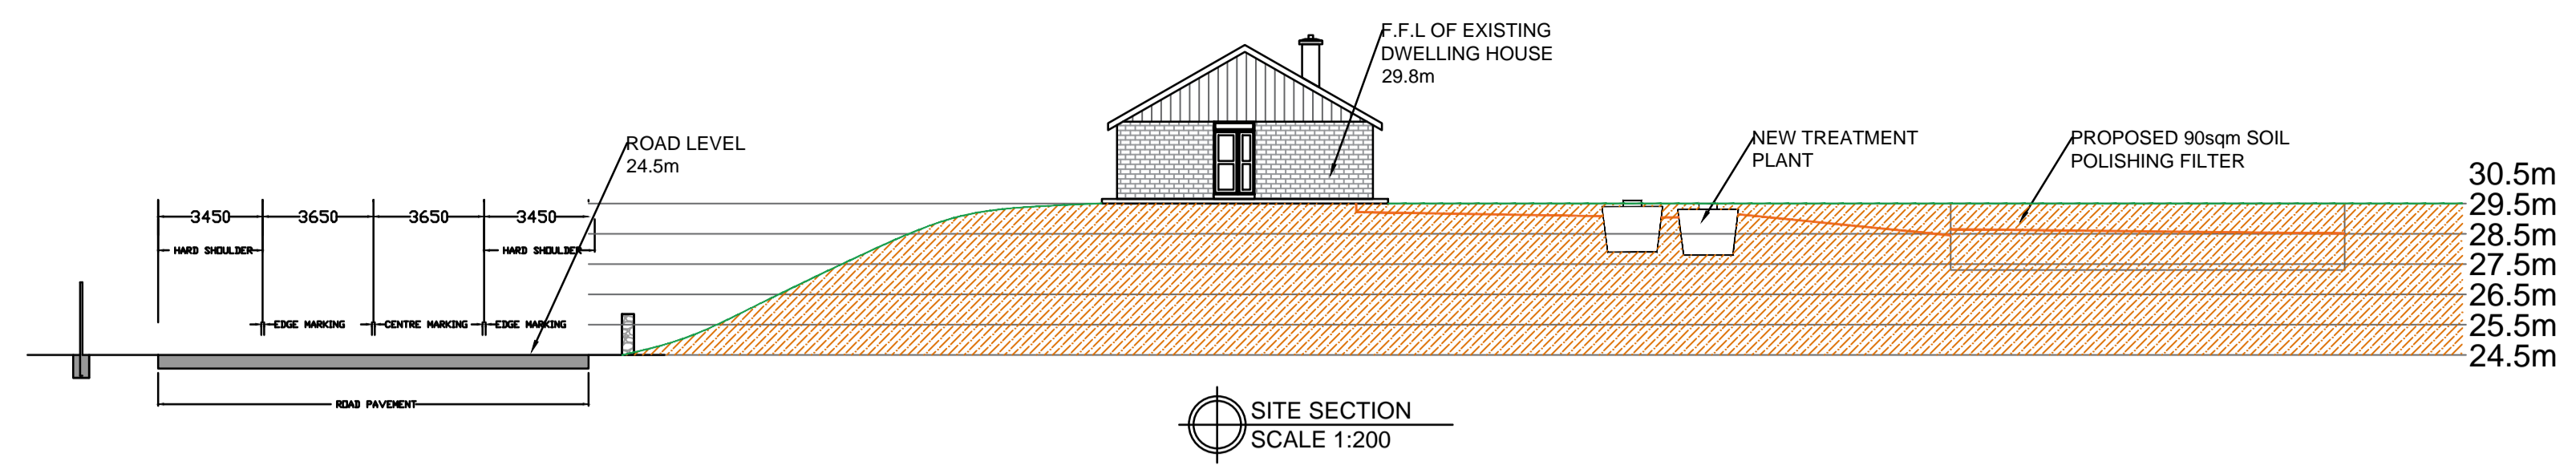 F.F.L OF EXISTING
DWELLING HOUSE
29.8m
ROAD LEVEL
24.5m
NEW TREATMENT
PLANT
PROPOSED 90sqm SOIL
POLISHING FILTER
30.5m
29.5m
28.5m
27.5m
26.5m
25.5m
24.5m
3450 3650 3650 3450
HARD SHOULDER HARD SHOULDER
EDGE MARKING CENTRE MARKING EDGE MARKING
ROAD PAVEMENT
SITE SECTION
SCALE 1:200